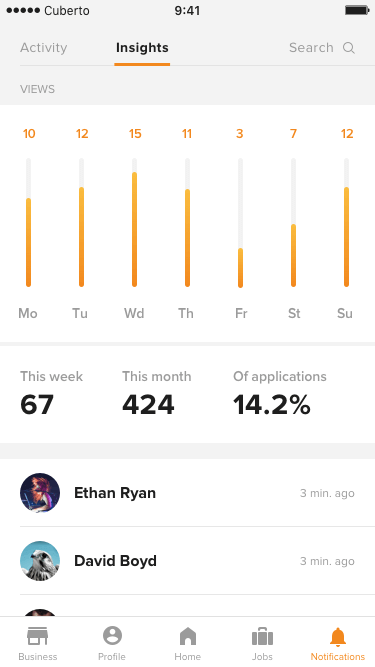 Cuberto 9:41
Activity Insights Search
VIEWS
10 12 15 11 3 7 12
Mo Tu Wd Th Fr St Su
This week This month Of applications
67 424 14.2%
Ethan Ryan 3 min. ago
David Boyd 3 min. ago
Business Profile Home Jobs Notifications